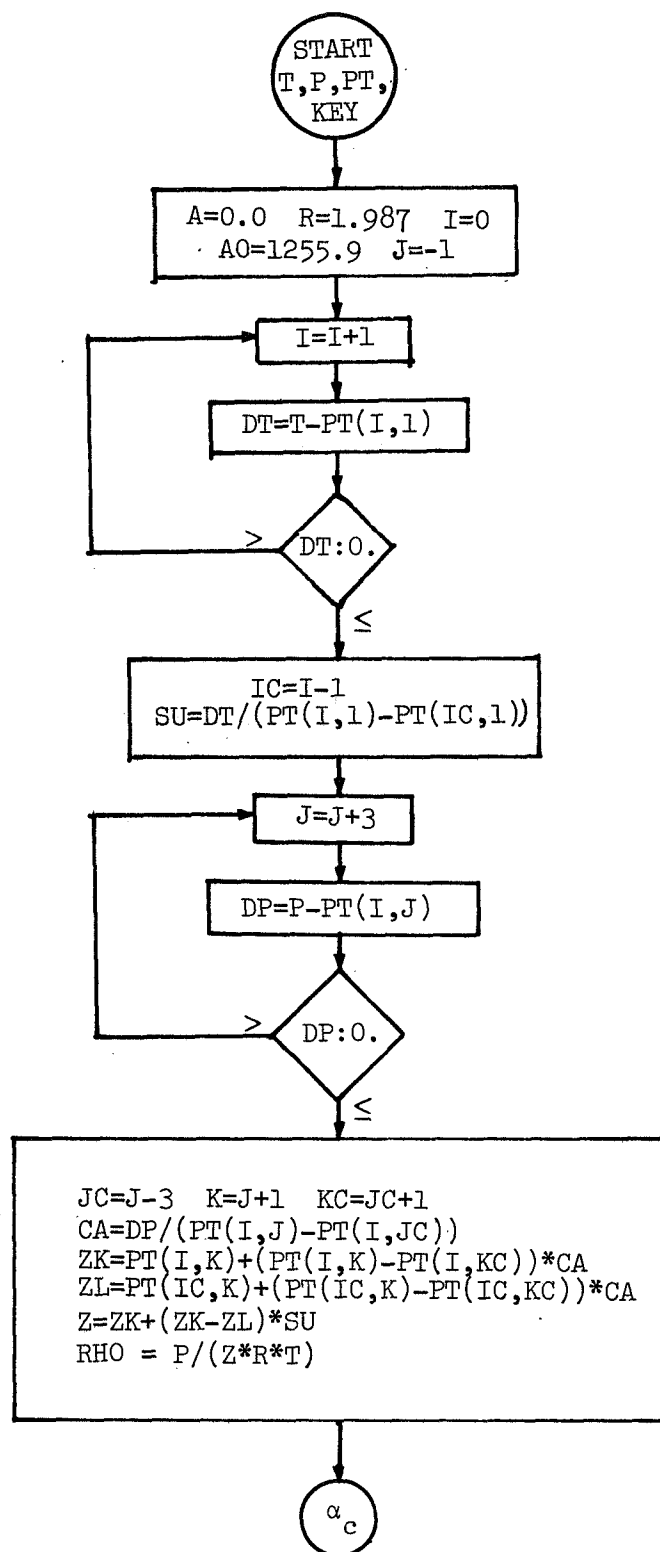 START
T,P,PT,
KEY
A=0.0 R=1.987 I=0
AO=1255.9 J=-1
I=I+1
DT=T-PT(I,1)
>
DT:0.
≤
IC=I-1
SU=DT/(PT(I,1)-PT(IC,1))
J=J+3
DP=P-PT(I,J)
>
DP:0.
≤
JC=J-3 K=J+1 KC=JC+1
CA=DP/(PT(I,J)-PT(I,JC))
ZK=PT(I,K)+(PT(I,K)-PT(I,KC))*CA
ZL=PT(IC,K)+(PT(IC,K)-PT(IC,KC))*CA
Z=ZK+(ZK-ZL)*SU
RHO = P/(Z*R*T)
αc